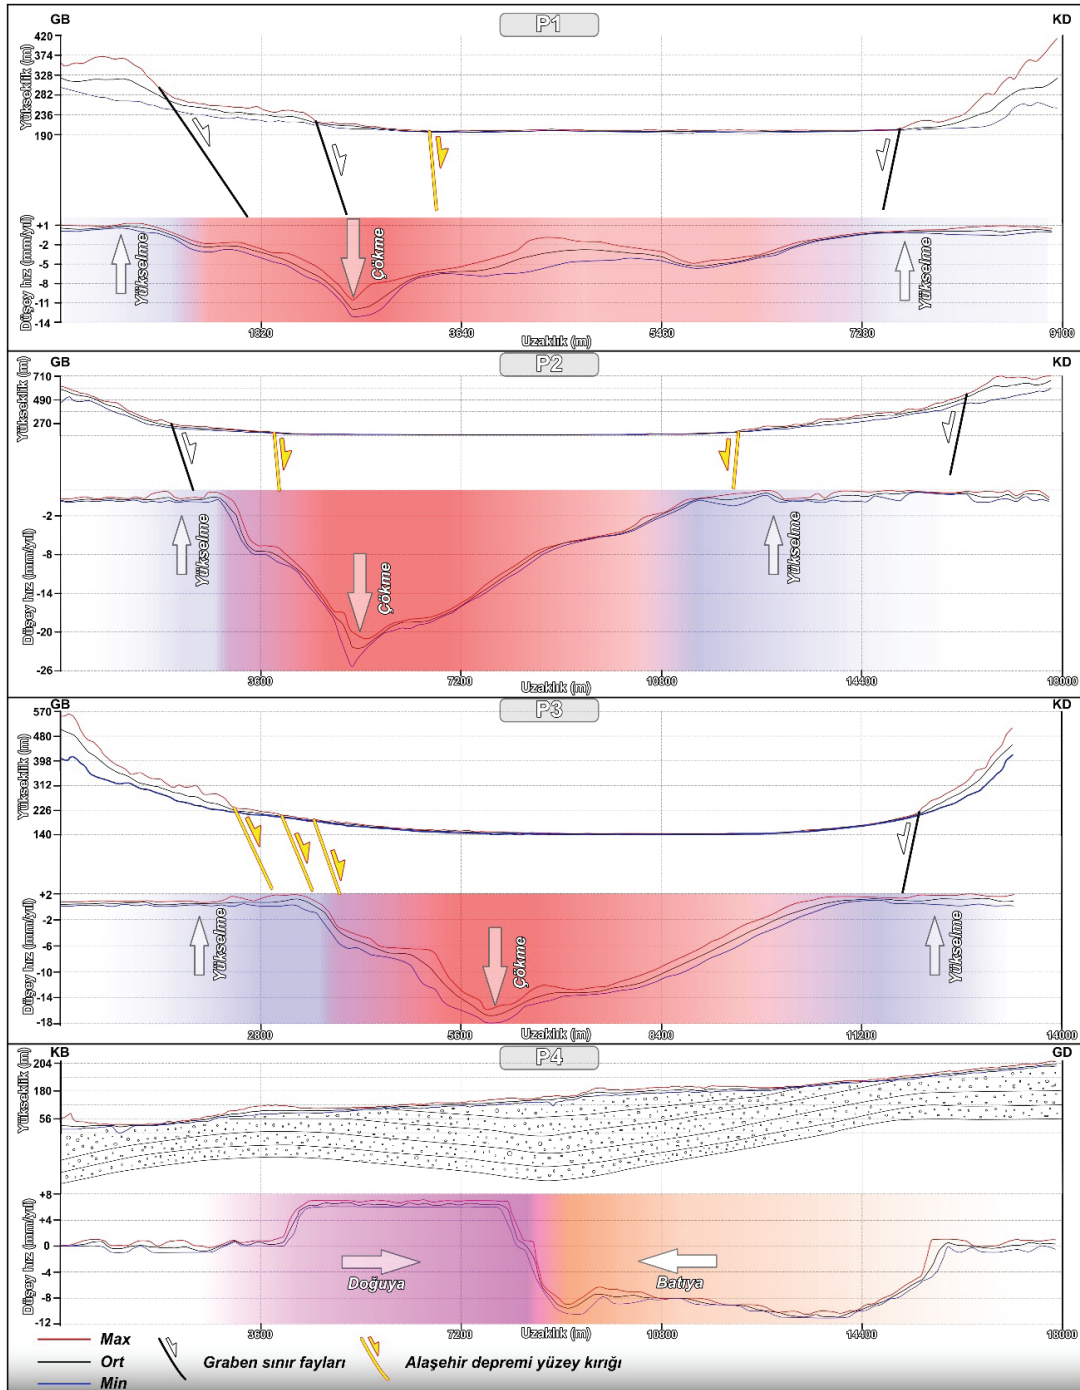 GB P1 KD
Yükseklik (m)
420
374
328
282
236
190
Düşey hız (mm/yıl)
+1
-2
-5
-8
-11
-14
Yükselme
Çökme
Yükselme
1820 3640 5460 7280 9100
Uzaklık (m)
GB P2 KD
Yükseklik (m)
710
490
270
Düşey hız (mm/yıl)
-2
-8
-14
-20
-26
Yükselme
Çökme
Yükselme
3600 7200 10800 14400 18000
Uzaklık (m)
GB P3 KD
Yükseklik (m)
570
480
398
312
226
140
Düşey hız (mm/yıl)
+2
-2
-6
-10
-14
-18
Yükselme
Çökme
Yükselme
2800 5600 8400 11200 14000
Uzaklık (m)
KB P4 GD
Yükseklik (m)
204
180
56
Düşey hız (mm/yıl)
+8
+4
0
-4
-8
-12
Doğuya
Batıya
3600 7200 10800 14400 18000
Uzaklık (m)
Max
Ort
Min
Graben sınır fayları
Alaşehir depremi yüzey kırığı